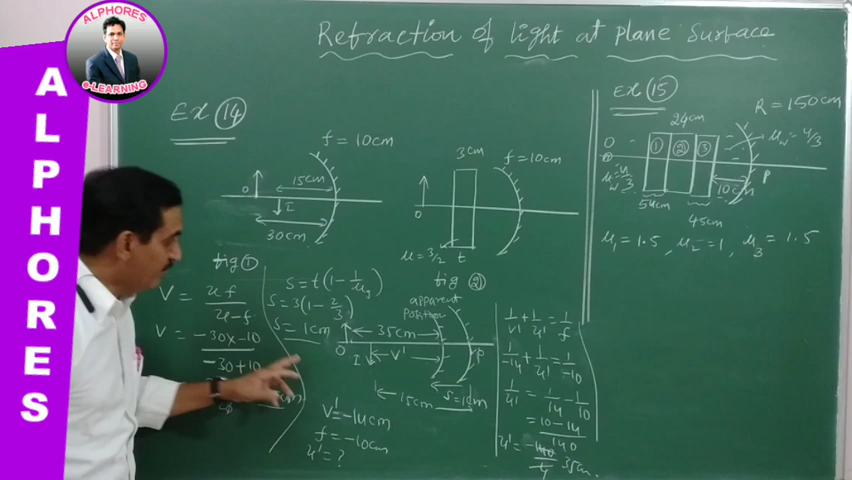 ALPHORES
e-LEARNING
ALPHORES
Refraction of light at plane Surface
Ex (14)
f = 10cm
15cm
O
I
30cm
fig (1)
V = uf / u-f
V = -30x-10 / -30+10
3cm
f = 10cm
O
μ = 3/2
t
fig (2)
S = t(1 - 1/μg)
S = 3(1 - 2/3)
S = 1cm
apparent
Position
35cm
O
I
V'
P
S = 1cm
15cm
V' = -14cm
f = -10cm
u' = ?
1/V' + 1/u' = 1/f
1/-14 + 1/u' = 1/-10
1/u' = 1/14 - 1/10
= 10-14 / 140
u' = -140/4 35cm.
Ex (15)
R = 150cm
24cm
O
① ② ③
μw = 4/3
P
10cm
54cm
45cm
μ1 = 1.5, μ2 = 1, μ3 = 1.5